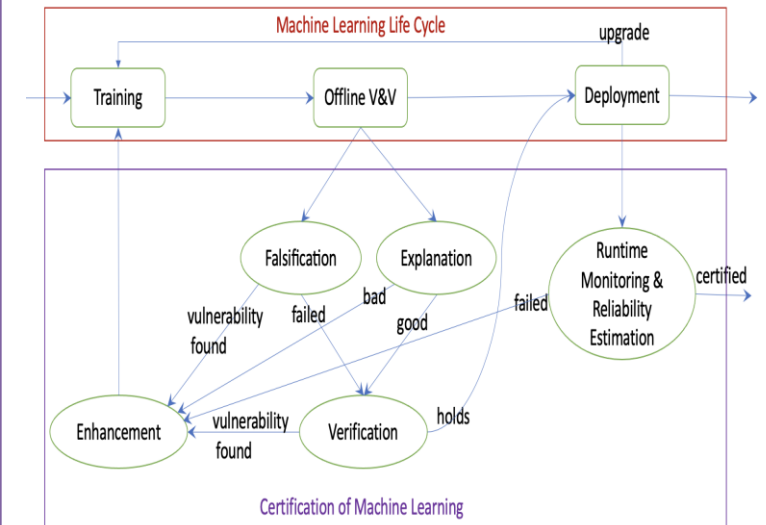 Machine Learning Life Cycle
upgrade
Training
Offline V&V
Deployment
Falsification
Explanation
Runtime
Monitoring &
Reliability
Estimation
certified
vulnerability
found
failed
bad
good
failed
Enhancement
vulnerability
found
Verification
holds
Certification of Machine Learning